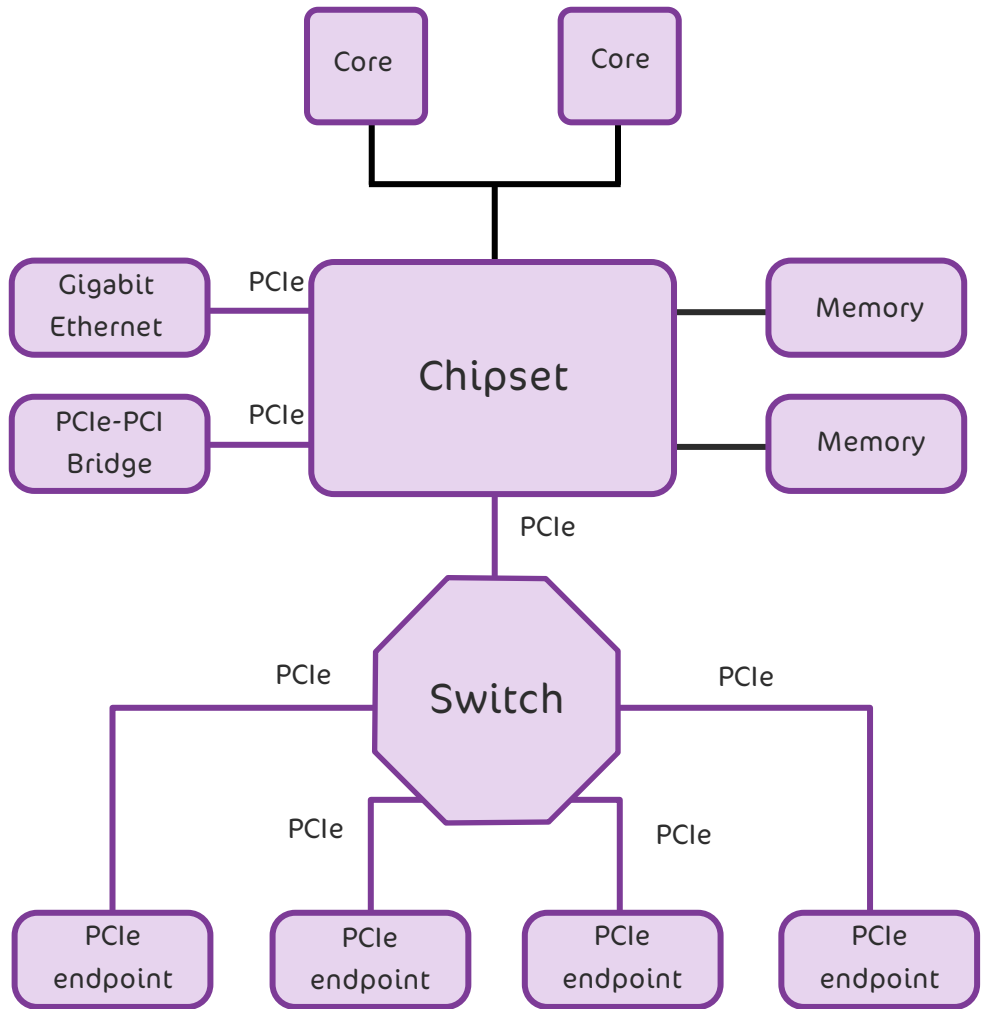 Core
Core
Gigabit
Ethernet
PCIe
Memory
Chipset
PCIe-PCI
Bridge
PCIe
Memory
PCIe
PCIe
Switch
PCIe
PCIe
PCIe
PCIe
endpoint
PCIe
endpoint
PCIe
endpoint
PCIe
endpoint